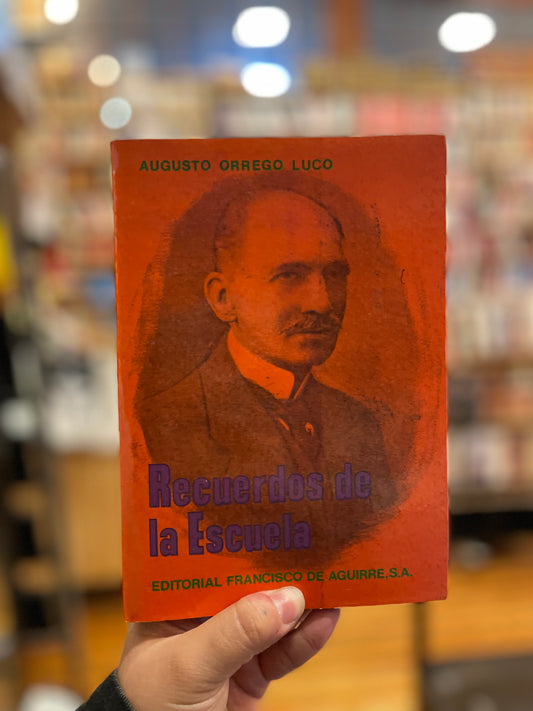 AUGUSTO ORREGO LUCO
Recuerdos de
la Escuela
EDITORIAL FRANCISCO DE AGUIRRE, S.A.